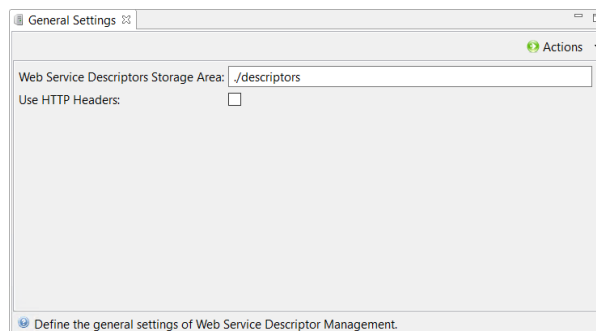 General Settings
Actions
Web Service Descriptors Storage Area: ./descriptors
Use HTTP Headers:
Define the general settings of Web Service Descriptor Management.